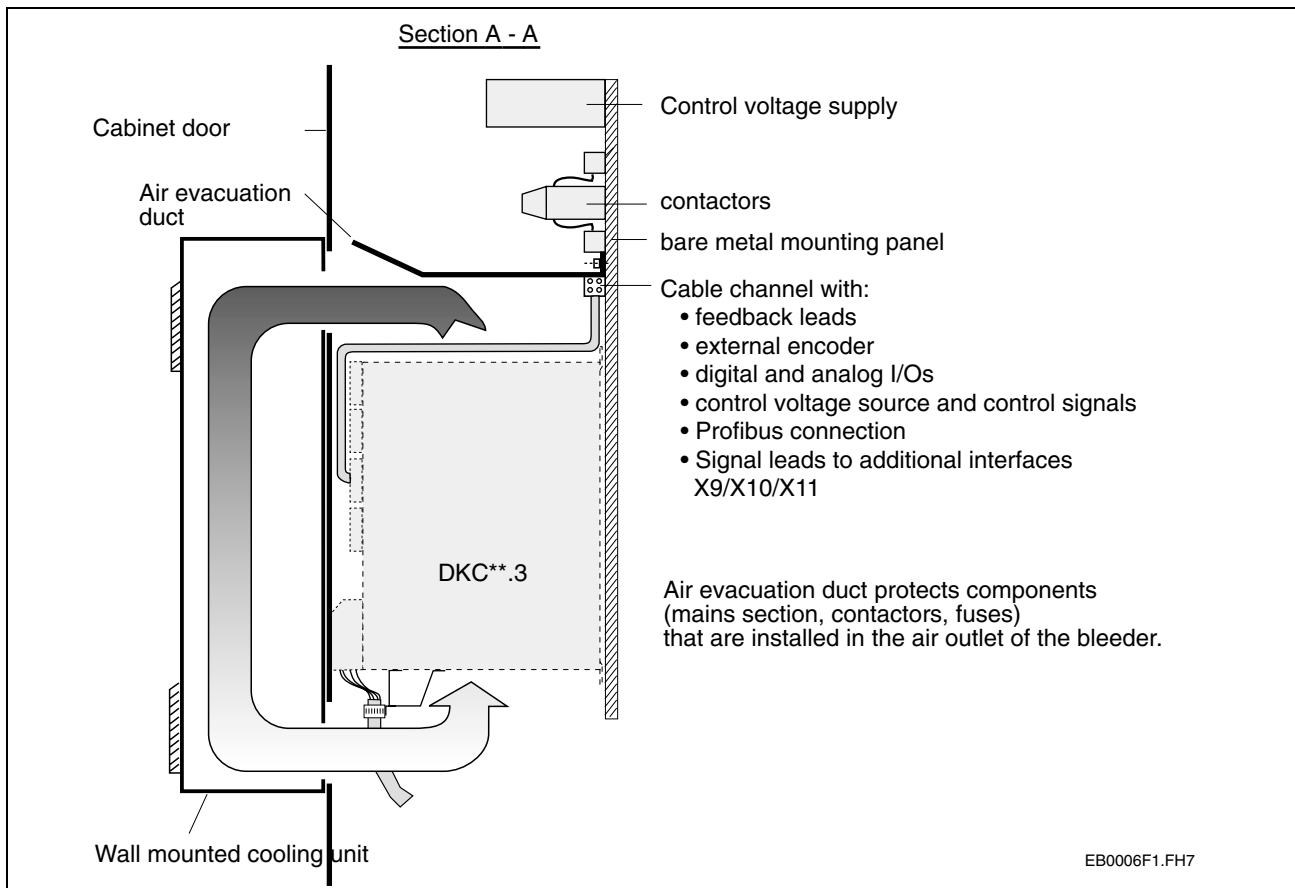 Section A - A
Control voltage supply
Cabinet door
Air evacuation
duct
contactors
bare metal mounting panel
Cable channel with:
• feedback leads
• external encoder
• digital and analog I/Os
• control voltage source and control signals
• Profibus connection
• Signal leads to additional interfaces
X9/X10/X11
DKC**.3
Air evacuation duct protects components
(mains section, contactors, fuses)
that are installed in the air outlet of the bleeder.
Wall mounted cooling unit
EB0006F1.FH7